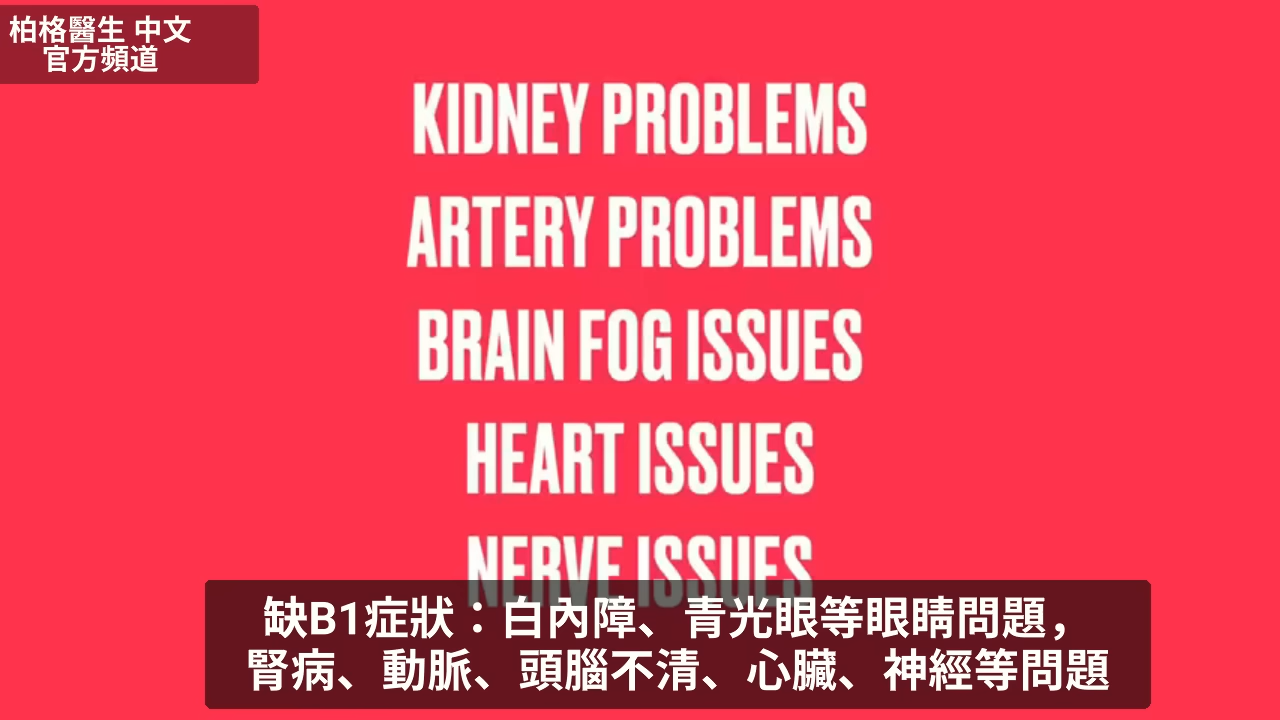 柏格醫生 中文
官方頻道
KIDNEY PROBLEMS
ARTERY PROBLEMS
BRAIN FOG ISSUES
HEART ISSUES
NERVE ISSUES
缺B1症狀：白內障、青光眼等眼睛問題，
腎病、動脈、頭腦不清、心臟、神經等問題